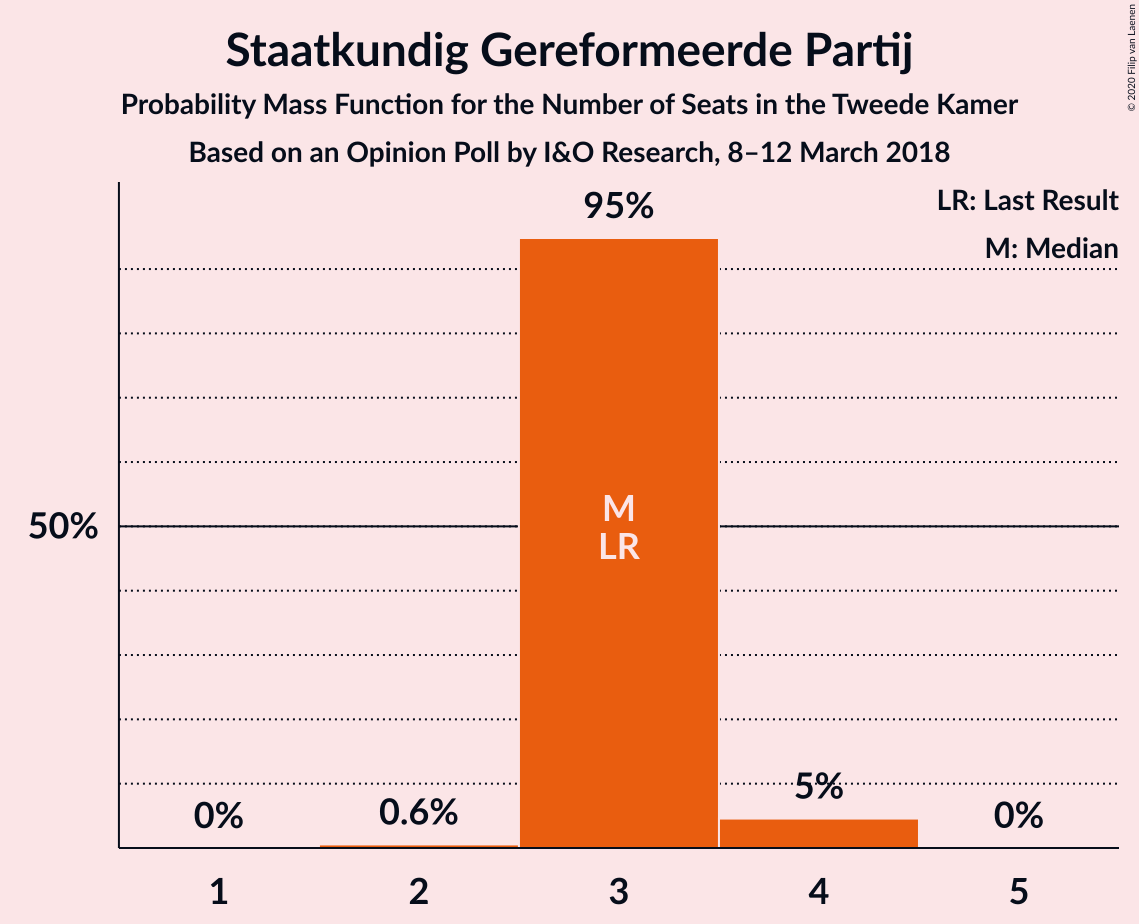 Staatkundig Gereformeerde Partij
Probability Mass Function for the Number of Seats in the Tweede Kamer
Based on an Opinion Poll by I&O Research, 8–12 March 2018
© 2020 Filip van Laenen
LR: Last Result
M: Median
95%
M
LR
50%
0%
0.6%
5%
0%
1
2
3
4
5